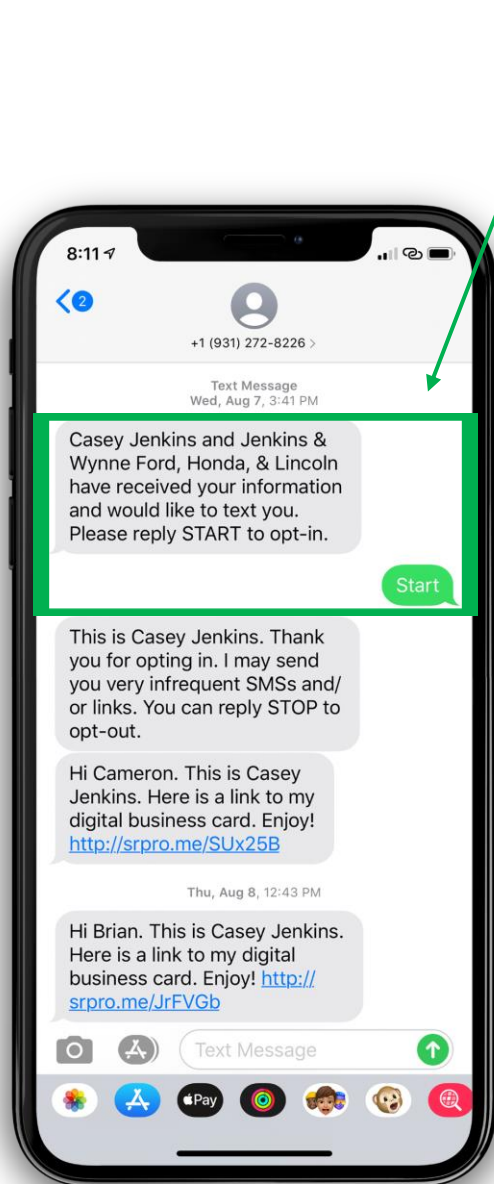 8:11
2
+1 (931) 272-8226 >
Text Message
Wed, Aug 7, 3:41 PM
Casey Jenkins and Jenkins &
Wynne Ford, Honda, & Lincoln
have received your information
and would like to text you.
Please reply START to opt-in.
Start
This is Casey Jenkins. Thank
you for opting in. I may send
you very infrequent SMSs and/
or links. You can reply STOP to
opt-out.
Hi Cameron. This is Casey
Jenkins. Here is a link to my
digital business card. Enjoy!
http://srpro.me/SUx25B
Thu, Aug 8, 12:43 PM
Hi Brian. This is Casey Jenkins.
Here is a link to my digital
business card. Enjoy! http://
srpro.me/JrFVGb
Text Message
Pay